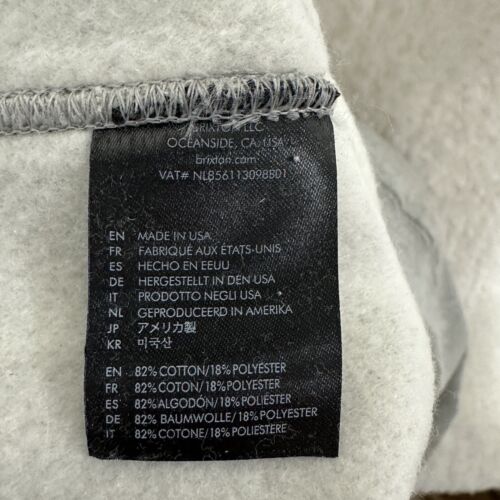 BRIXTON LLC
OCEANSIDE, CA, USA
brixton.com
VAT# NL856113098B01
EN MADE IN USA
FR FABRIQUÉ AUX ÉTATS-UNIS
ES HECHO EN EEUU
DE HERGESTELLT IN DEN USA
IT PRODOTTO NEGLI USA
NL GEPRODUCEERD IN AMERIKA
JP アメリカ製
KR 미국산
EN 82% COTTON/18% POLYESTER
FR 82% COTON/18% POLYESTER
ES 82% ALGODÓN/18% POLIÉSTER
DE 82% BAUMWOLLE/18% POLYESTER
IT 82% COTONE/18% POLIESTERE